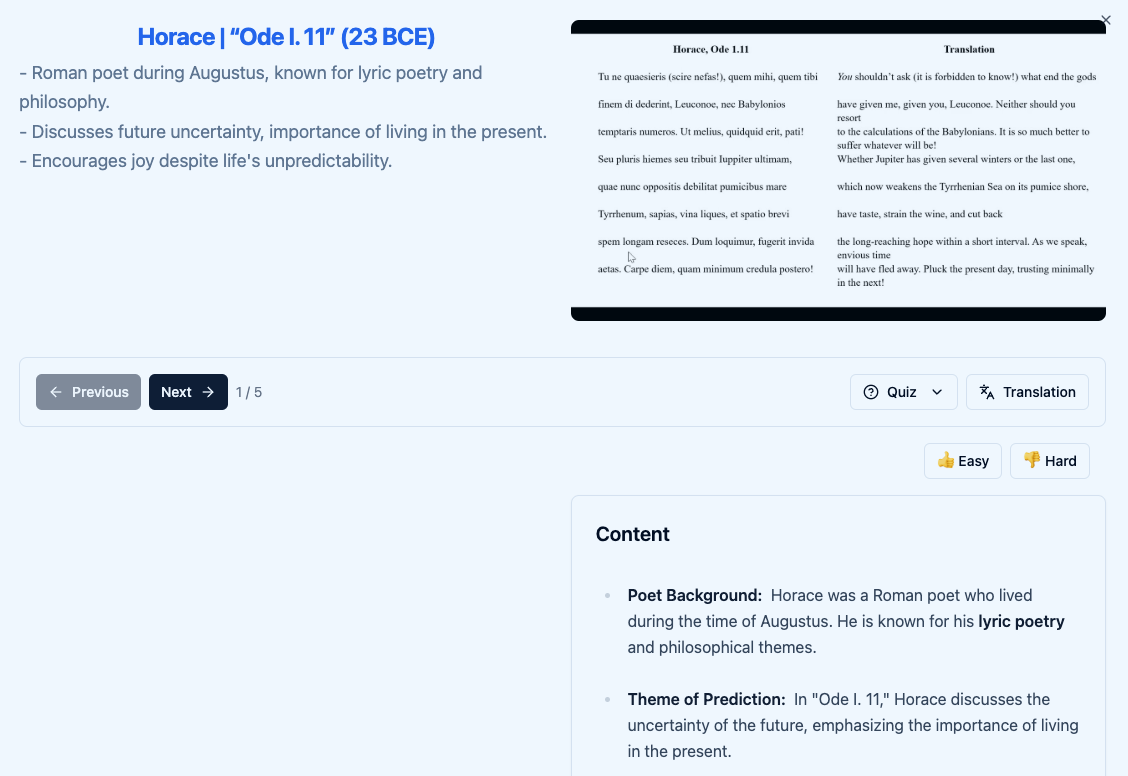 Horace | “Ode I. 11” (23 BCE)
- Roman poet during Augustus, known for lyric poetry and
philosophy.
- Discusses future uncertainty, importance of living in the present.
- Encourages joy despite life's unpredictability.
Horace, Ode 1.11
Tu ne quaesieris (scire nefas!), quem mihi, quem tibi
finem di dederint, Leuconoe, nec Babylonios
temptaris numeros. Ut melius, quidquid erit, pati!
Seu pluris hiemes seu tribuit Iuppiter ultimam,
quae nunc oppositis debilitat pumicibus mare
Tyrrhenum, sapias, vina liques, et spatio brevi
spem longam reseces. Dum loquimur, fugerit invida
aetas. Carpe diem, quam minimum credula postero!
Translation
You shouldn’t ask (it is forbidden to know!) what end the gods
have given me, given you, Leuconoe. Neither should you
resort
to the calculations of the Babylonians. It is so much better to
suffer whatever will be!
Whether Jupiter has given several winters or the last one,
which now weakens the Tyrrhenian Sea on its pumice shore,
have taste, strain the wine, and cut back
the long-reaching hope within a short interval. As we speak,
envious time
will have fled away. Pluck the present day, trusting minimally
in the next!
Previous
Next
1 / 5
Quiz
Translation
👍 Easy
👎 Hard
Content
Poet Background: Horace was a Roman poet who lived
during the time of Augustus. He is known for his lyric poetry
and philosophical themes.
Theme of Prediction: In "Ode I. 11," Horace discusses the
uncertainty of the future, emphasizing the importance of living
in the present.